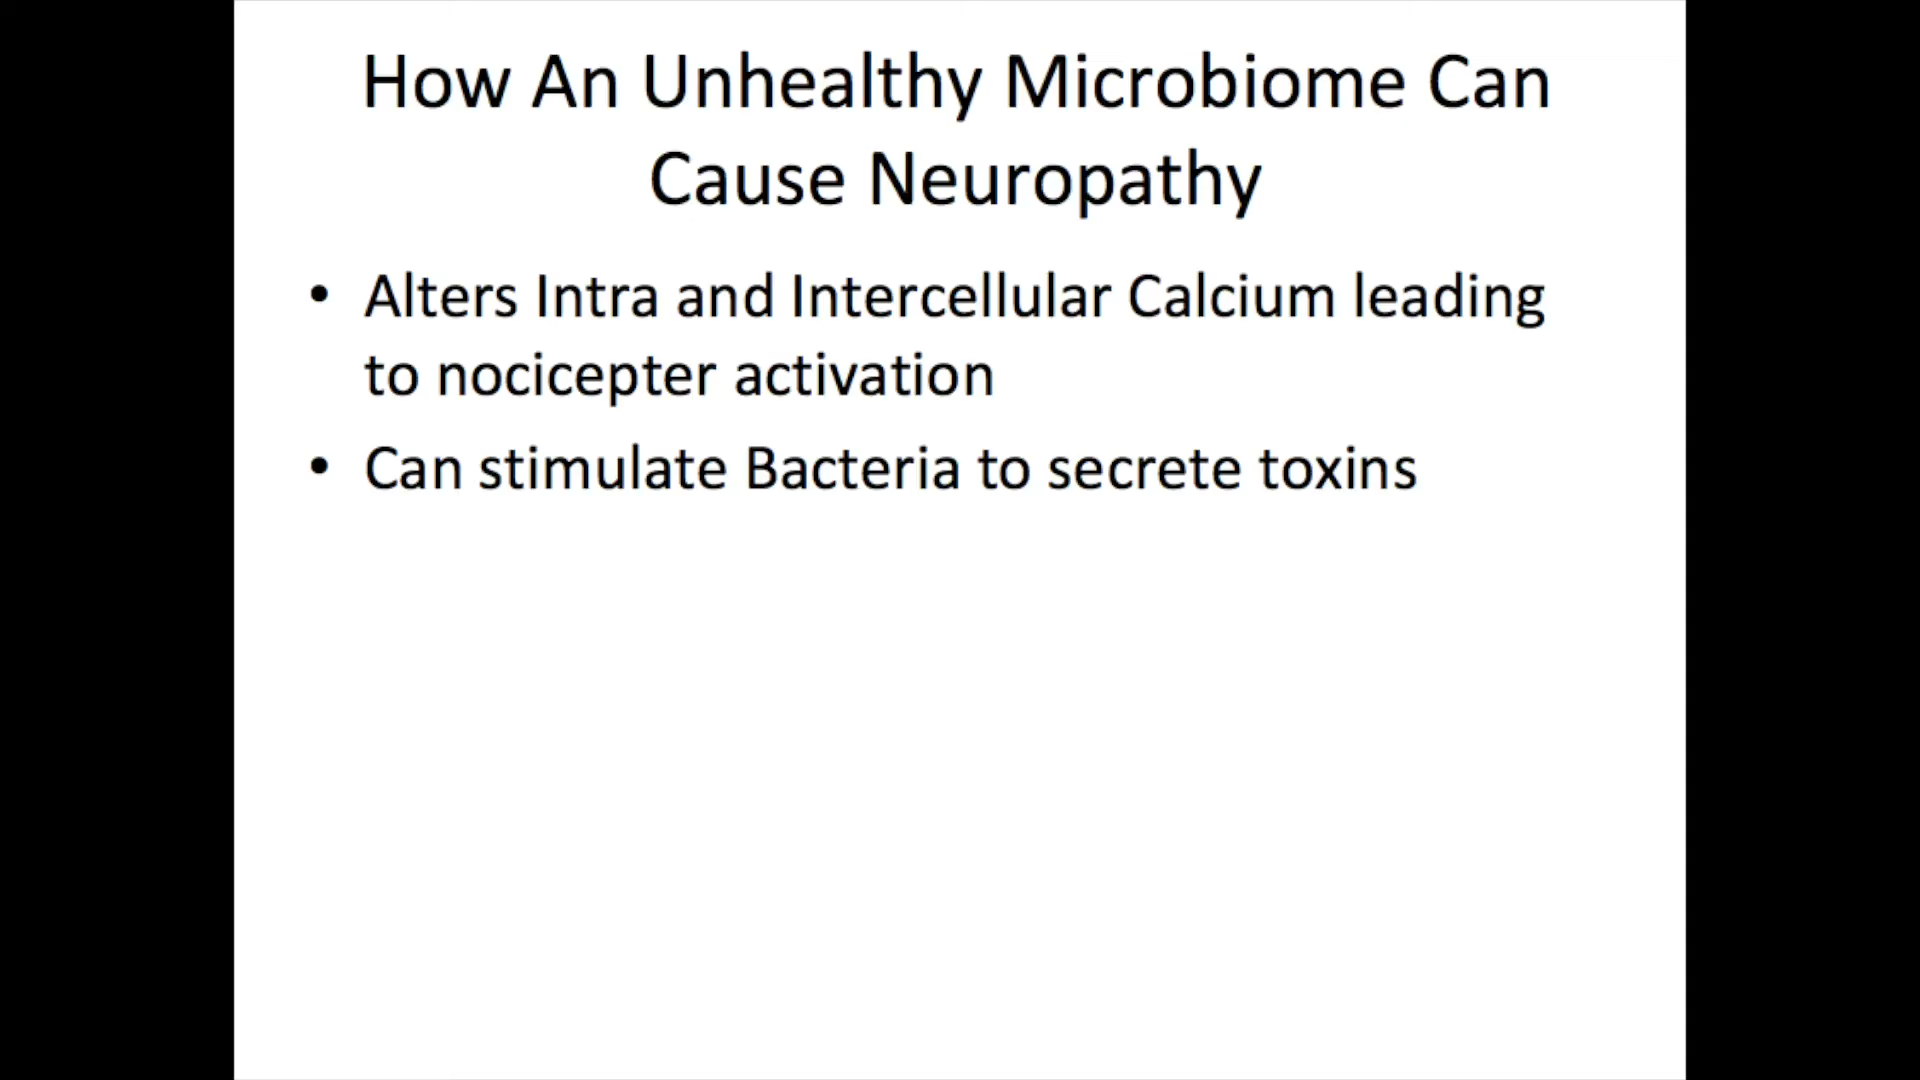 How An Unhealthy Microbiome Can
Cause Neuropathy
• Alters Intra and Intercellular Calcium leading
to nocicepter activation
• Can stimulate Bacteria to secrete toxins